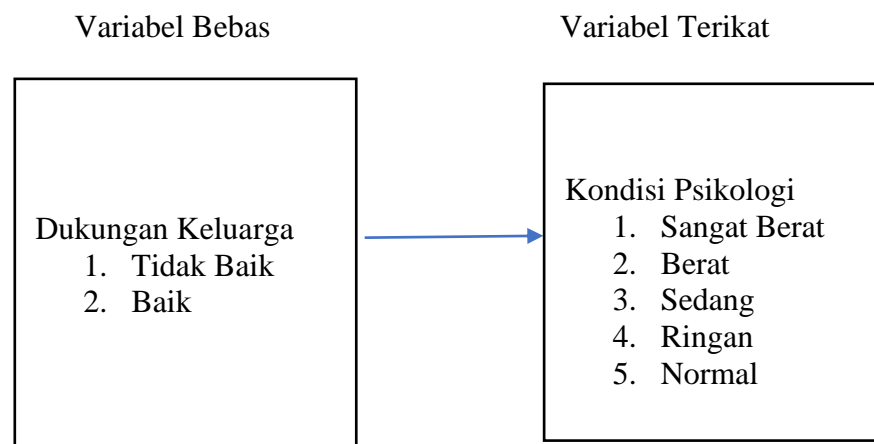 Variabel Bebas
Variabel Terikat
Dukungan Keluarga
1. Tidak Baik
2. Baik
Kondisi Psikologi
1. Sangat Berat
2. Berat
3. Sedang
4. Ringan
5. Normal